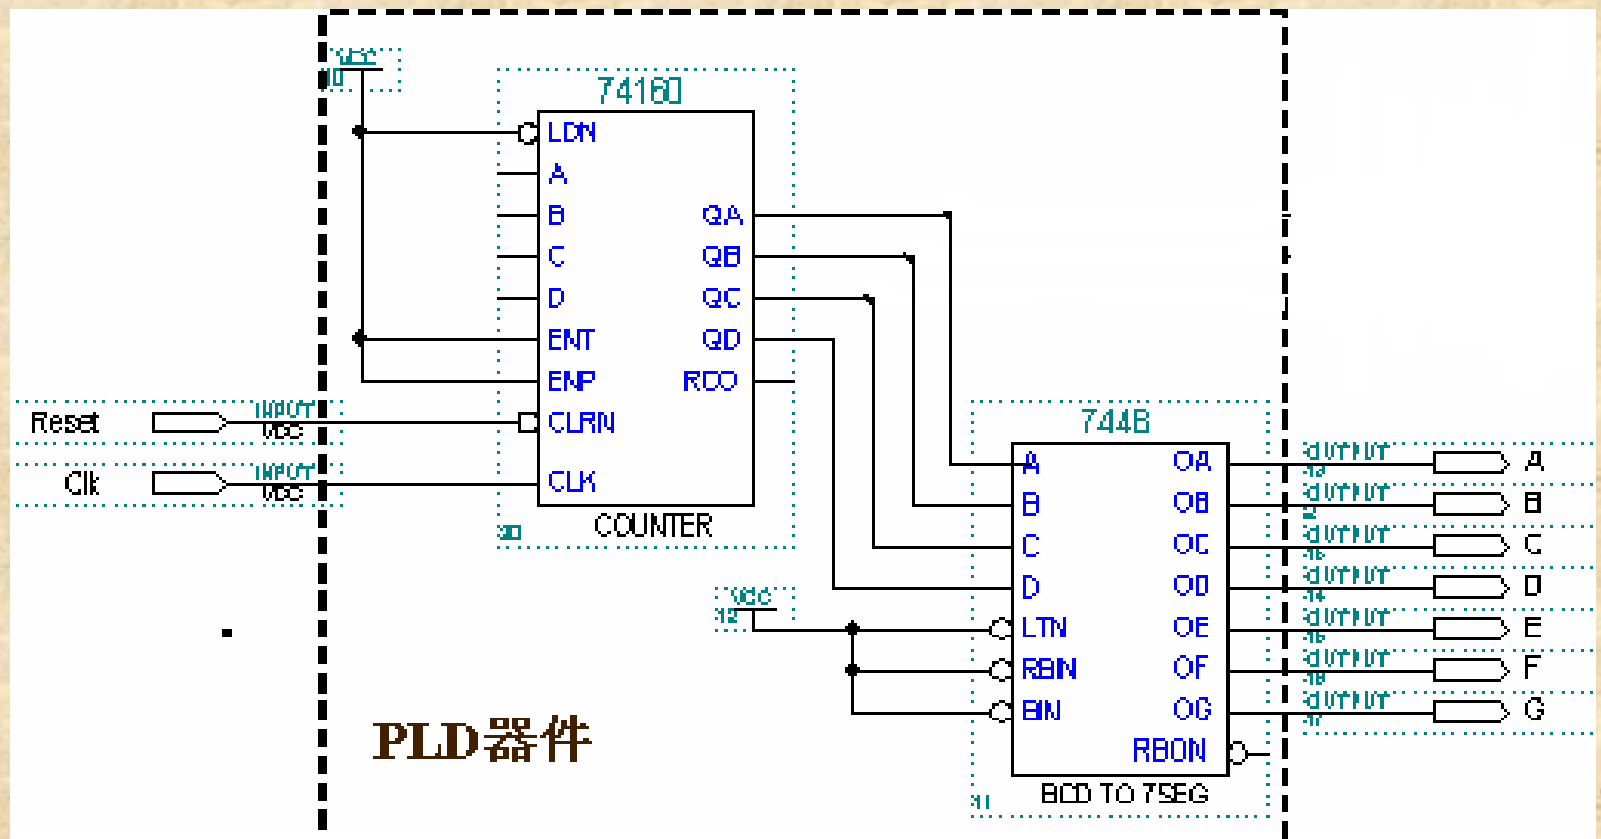 VCC
74160
LDN
A
B
C
D
ENT
ENP
CLRN
CLK
QA
QB
QC
QD
RCO
COUNTER
Reset
INPUT
VCC
Clk
INPUT
VCC
VCC
12
7448
A
B
C
D
LTN
RBIN
BIN
OA
OB
OC
OD
OE
OF
OG
RBON
BCD TO 7SEG
11
OUTPUT
A
OUTPUT
B
OUTPUT
C
OUTPUT
D
OUTPUT
E
OUTPUT
F
OUTPUT
G
PLD器件